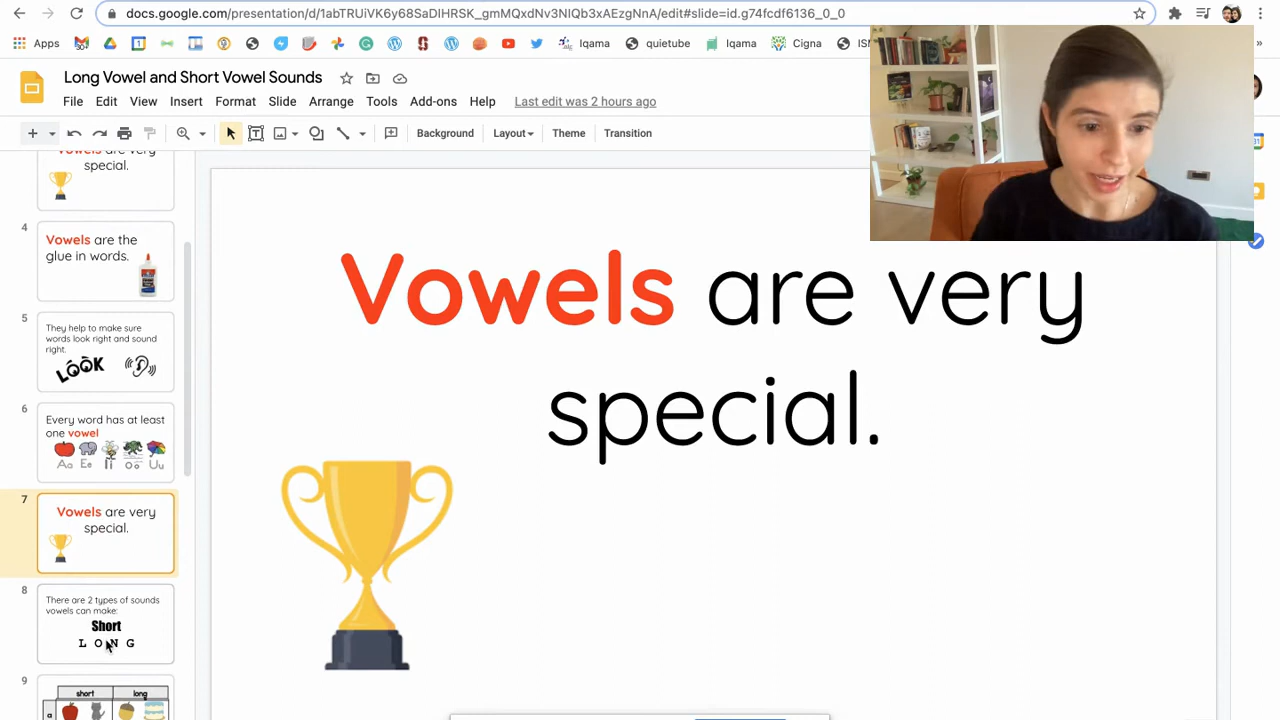 docs.google.com/presentation/d/1abTRUiVK6y68SaDIHRSK_gmMQxdNv3NIQb3xAEzgNnA/edit#slide=id.g74fcdf6136_0_0
Apps
Iqama
quietube
Iqama
Cigna
ISM
»
Long Vowel and Short Vowel Sounds
File Edit View Insert Format Slide Arrange Tools Add-ons Help Last edit was 2 hours ago
Background Layout Theme Transition
Vowels are very
special.
4
Vowels are the
glue in words.
5
They help to make sure
words look right and sound
right.
LOOK
6
Every word has at least
one vowel
Aa Ee Ii Oo Uu
7
Vowels are very
special.
8
There are 2 types of sounds
vowels can make:
Short
L O N G
9
short long
a
Vowels are very
special.